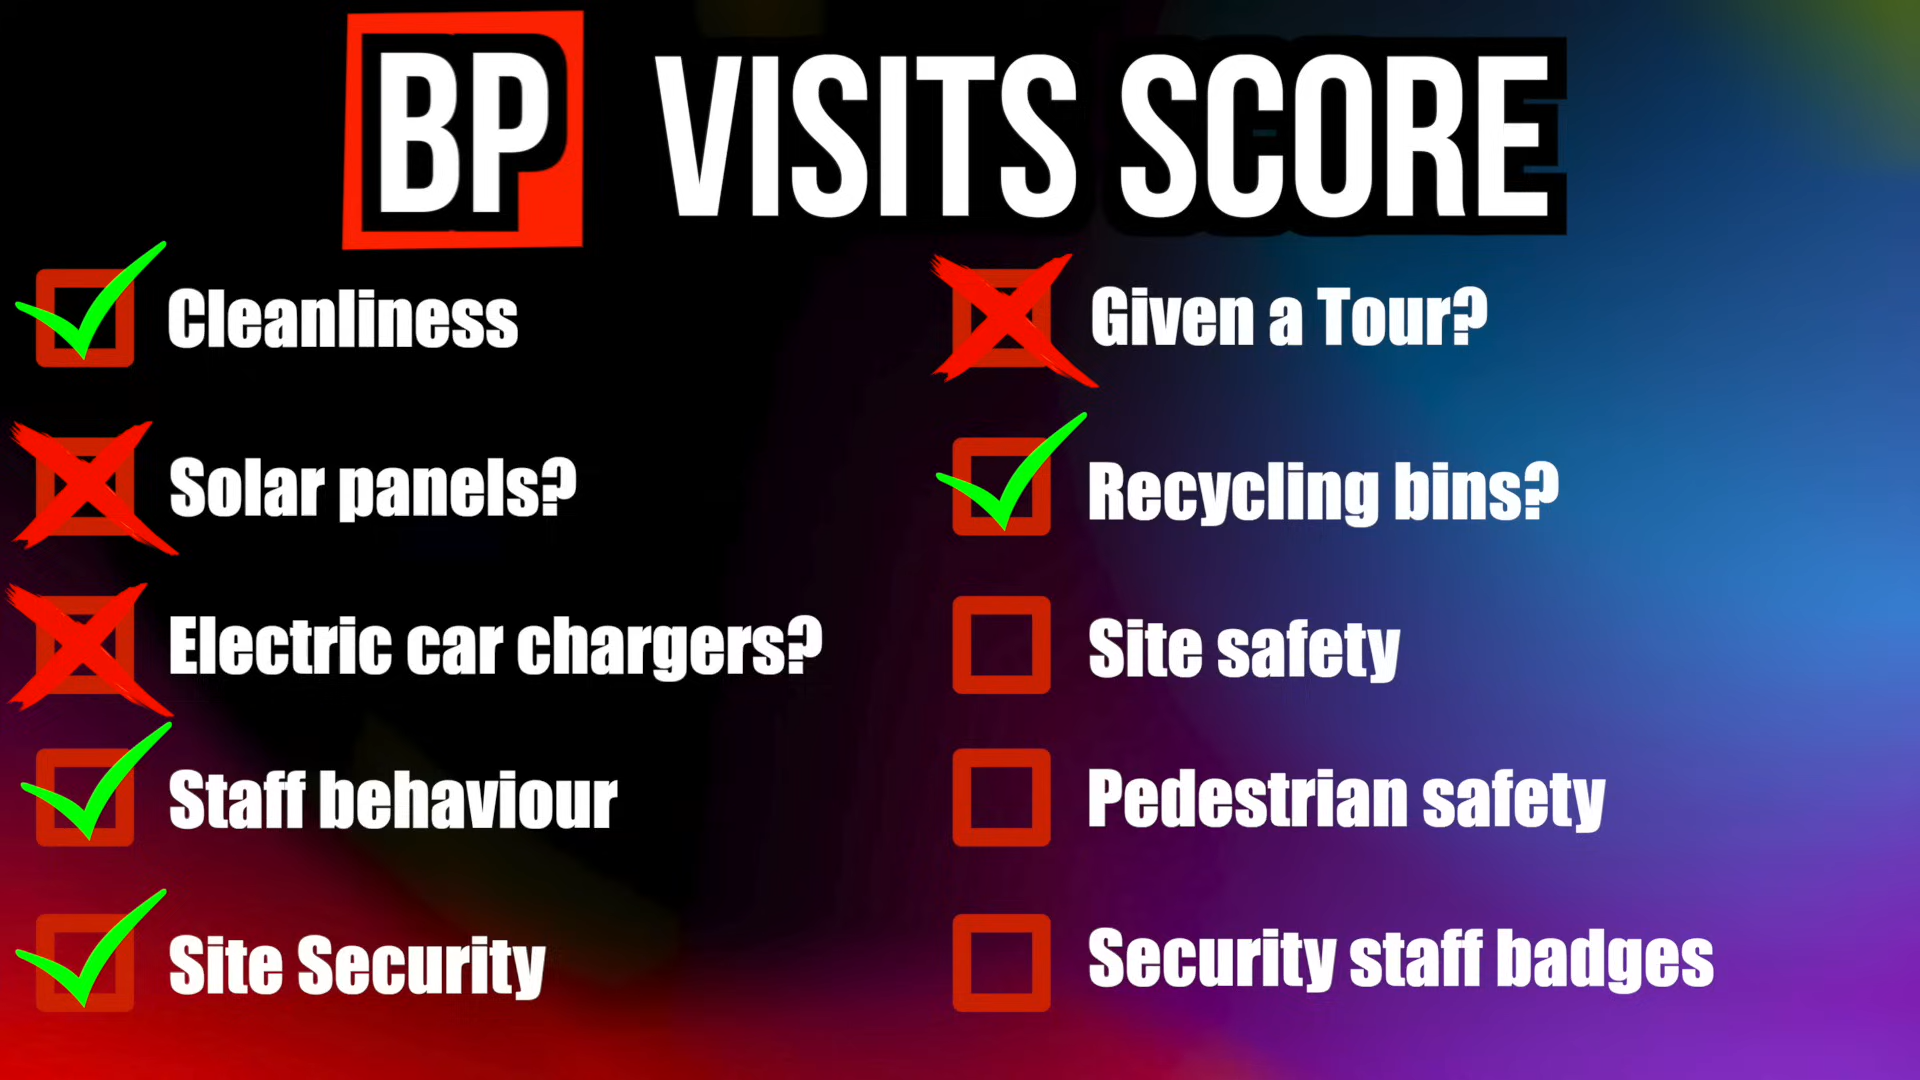 BP VISITS SCORE
Cleanliness
Solar panels?
Electric car chargers?
Staff behaviour
Site Security
Given a Tour?
Recycling bins?
Site safety
Pedestrian safety
Security staff badges